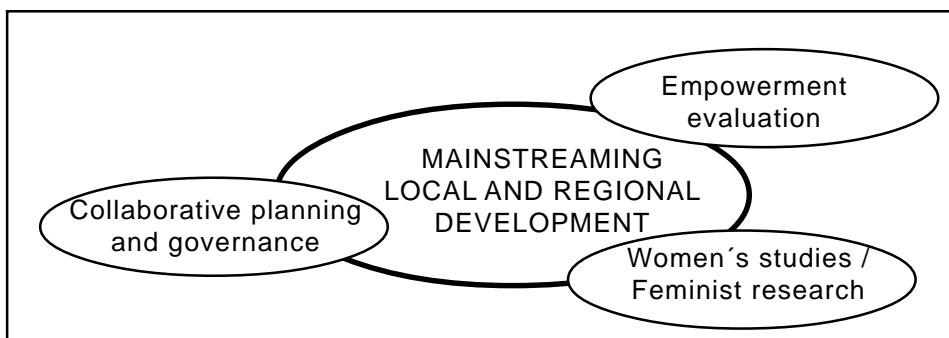 Empowerment
evaluation
MAINSTREAMING
LOCAL AND REGIONAL
DEVELOPMENT
Collaborative planning
and governance
Women´s studies /
Feminist research